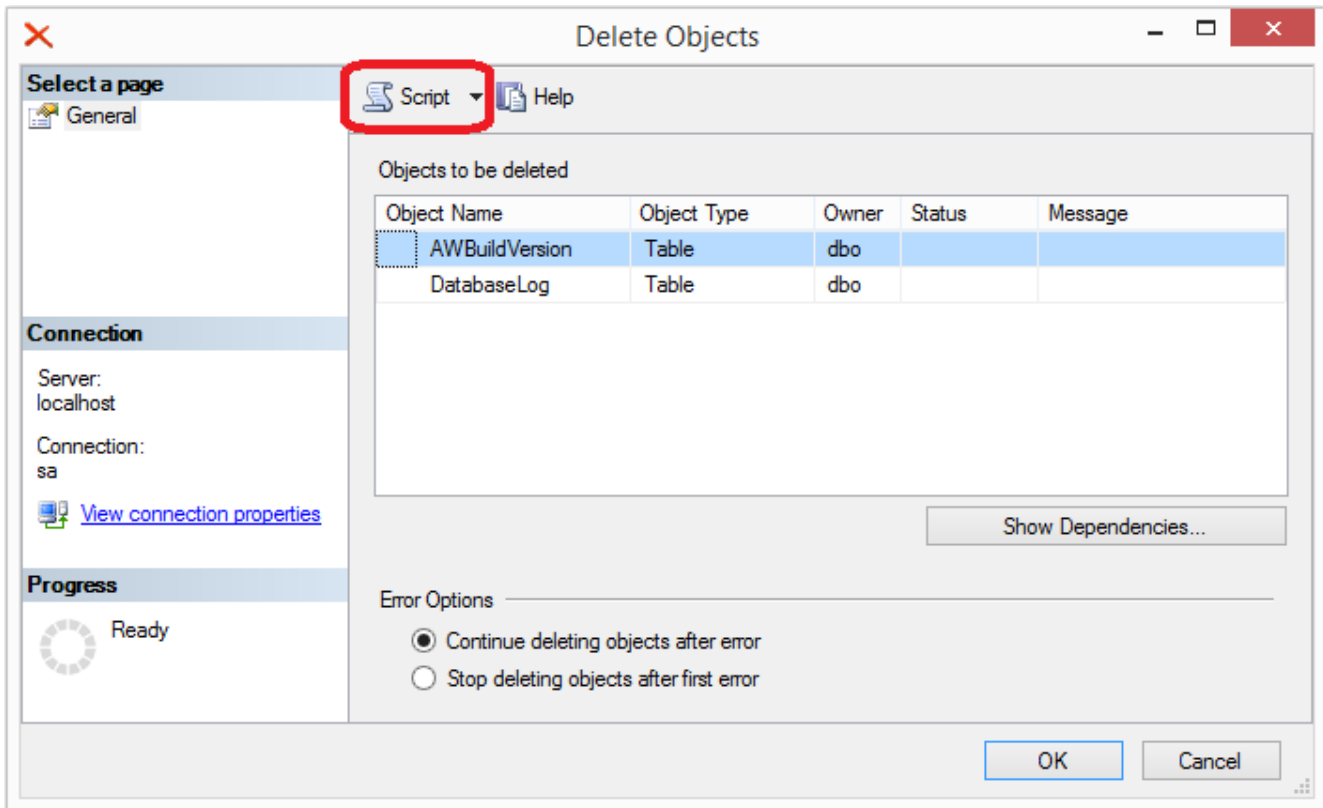 Delete Objects
Select a page
General
Script
Help
Objects to be deleted
Object Name Object Type Owner Status Message
AWBuildVersion Table dbo
DatabaseLog Table dbo
Connection
Server:
localhost
Connection:
sa
View connection properties
Show Dependencies...
Progress
Ready
Error Options
Continue deleting objects after error
Stop deleting objects after first error
OK
Cancel